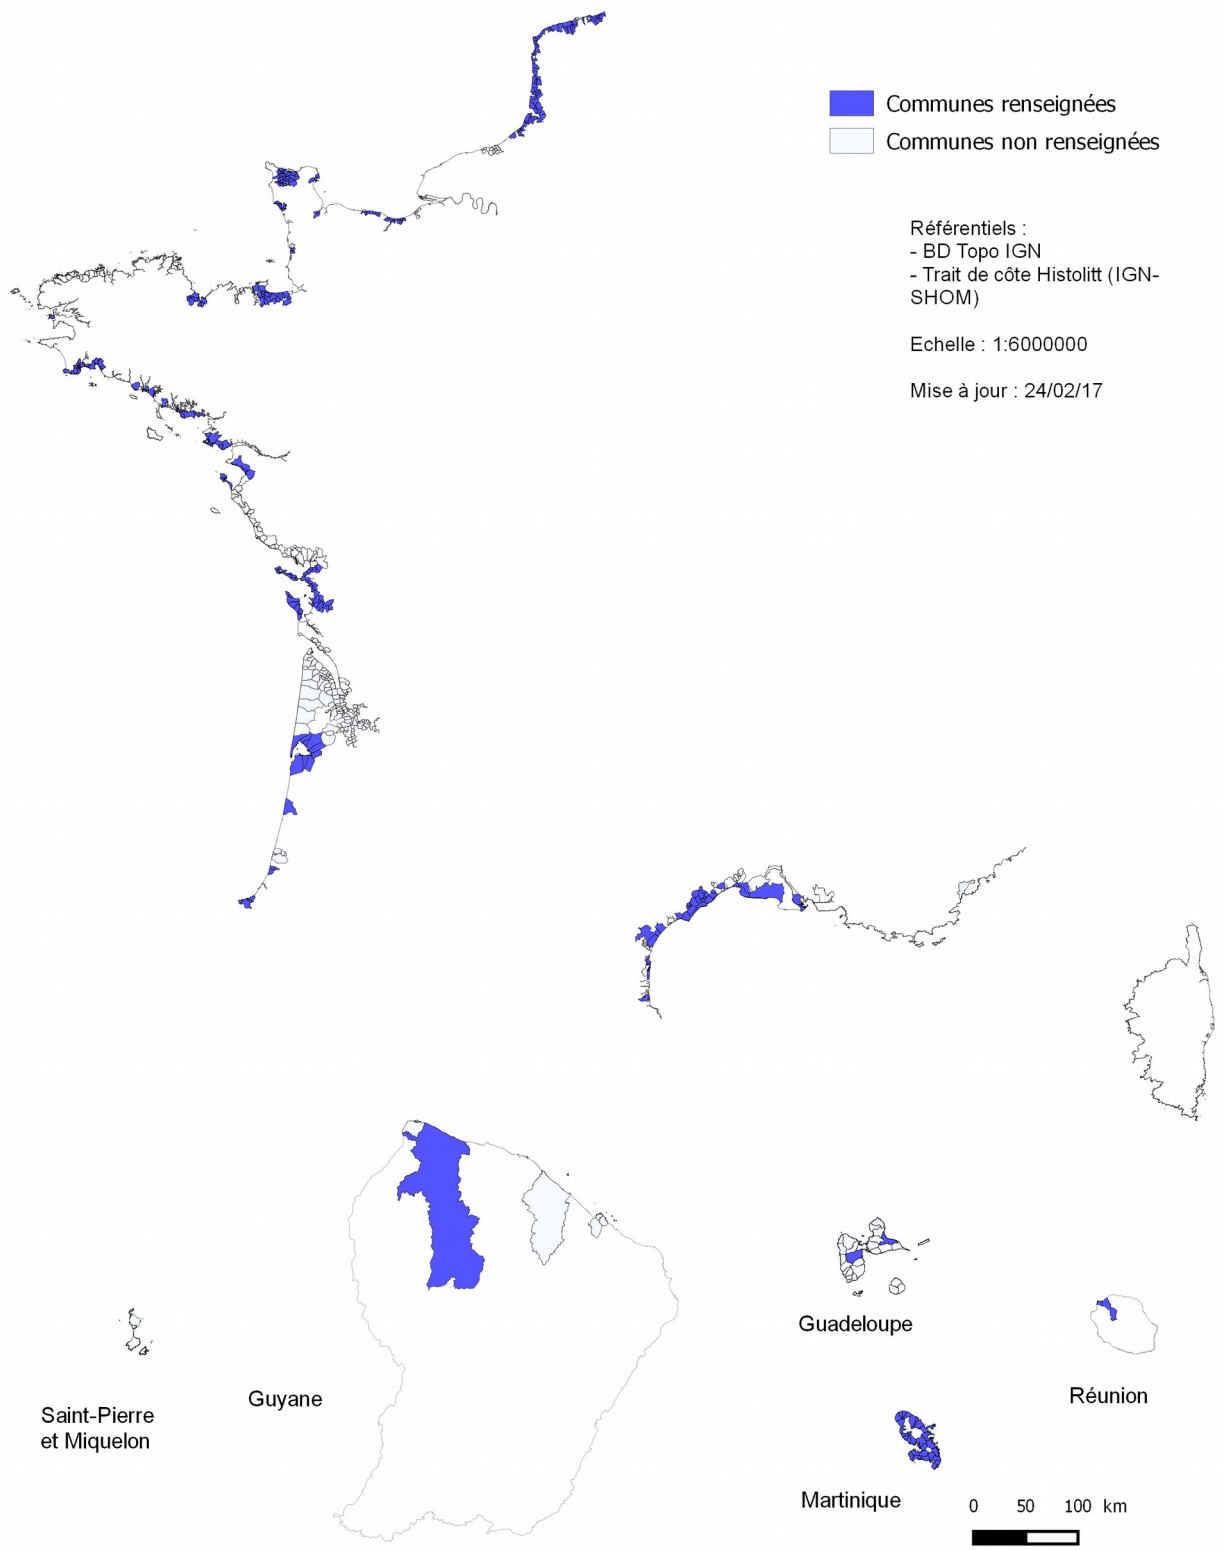 Communes renseignées
Communes non renseignées
Référentiels :
- BD Topo IGN
- Trait de côte Histolitt (IGN-
SHOM)
Echelle : 1:6000000
Mise à jour : 24/02/17
Guadeloupe
Guyane
Réunion
Saint-Pierre
et Miquelon
Martinique
0 50 100 km